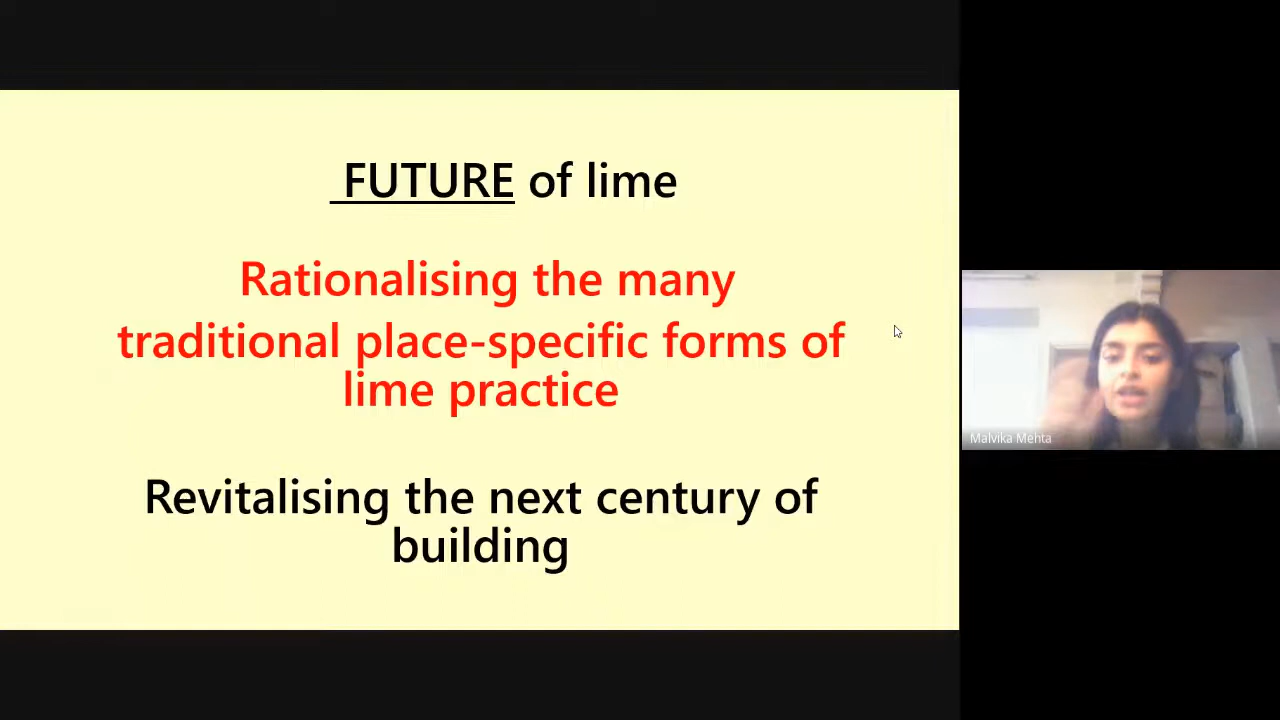 FUTURE of lime
Rationalising the many
traditional place-specific forms of
lime practice
Revitalising the next century of
building
Malvika Mehta